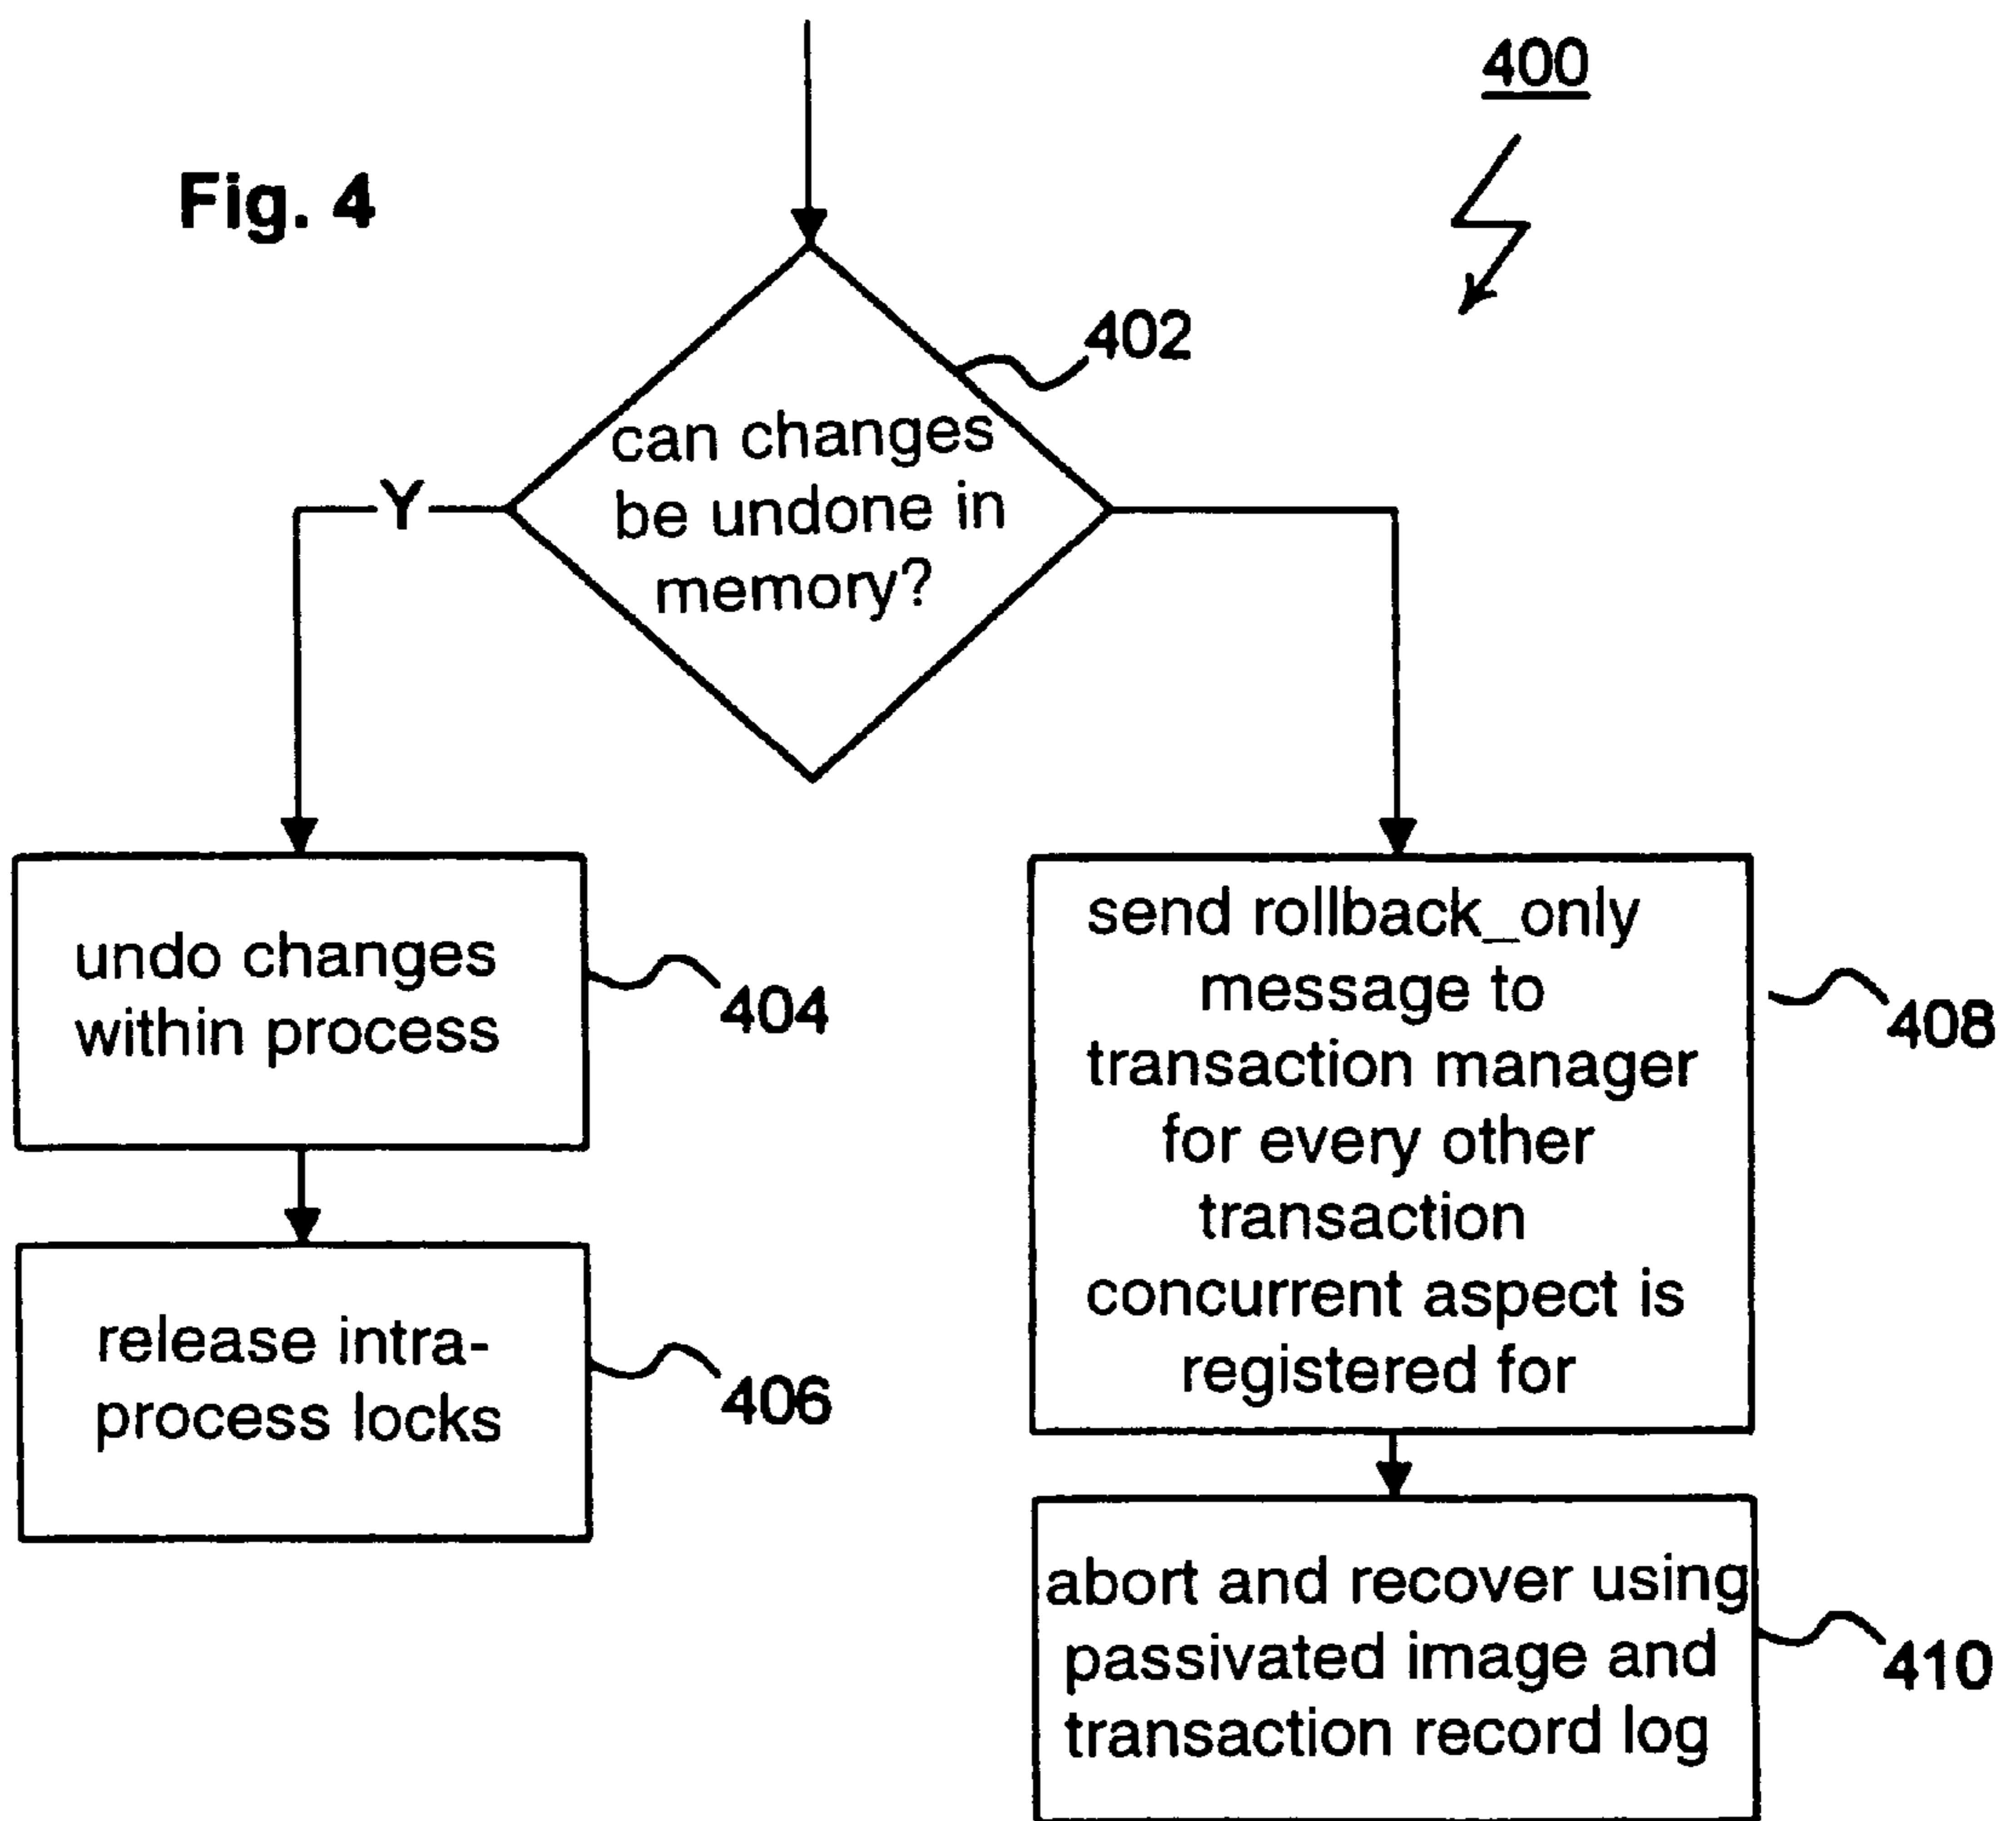 400
Fig. 4
402
can changes
be undone in
memory?
Y
undo changes
within process
404
release intra-
process locks
406
send rollback_only
message to
transaction manager
for every other
transaction
concurrent aspect is
registered for
408
abort and recover using
passivated image and
transaction record log
410